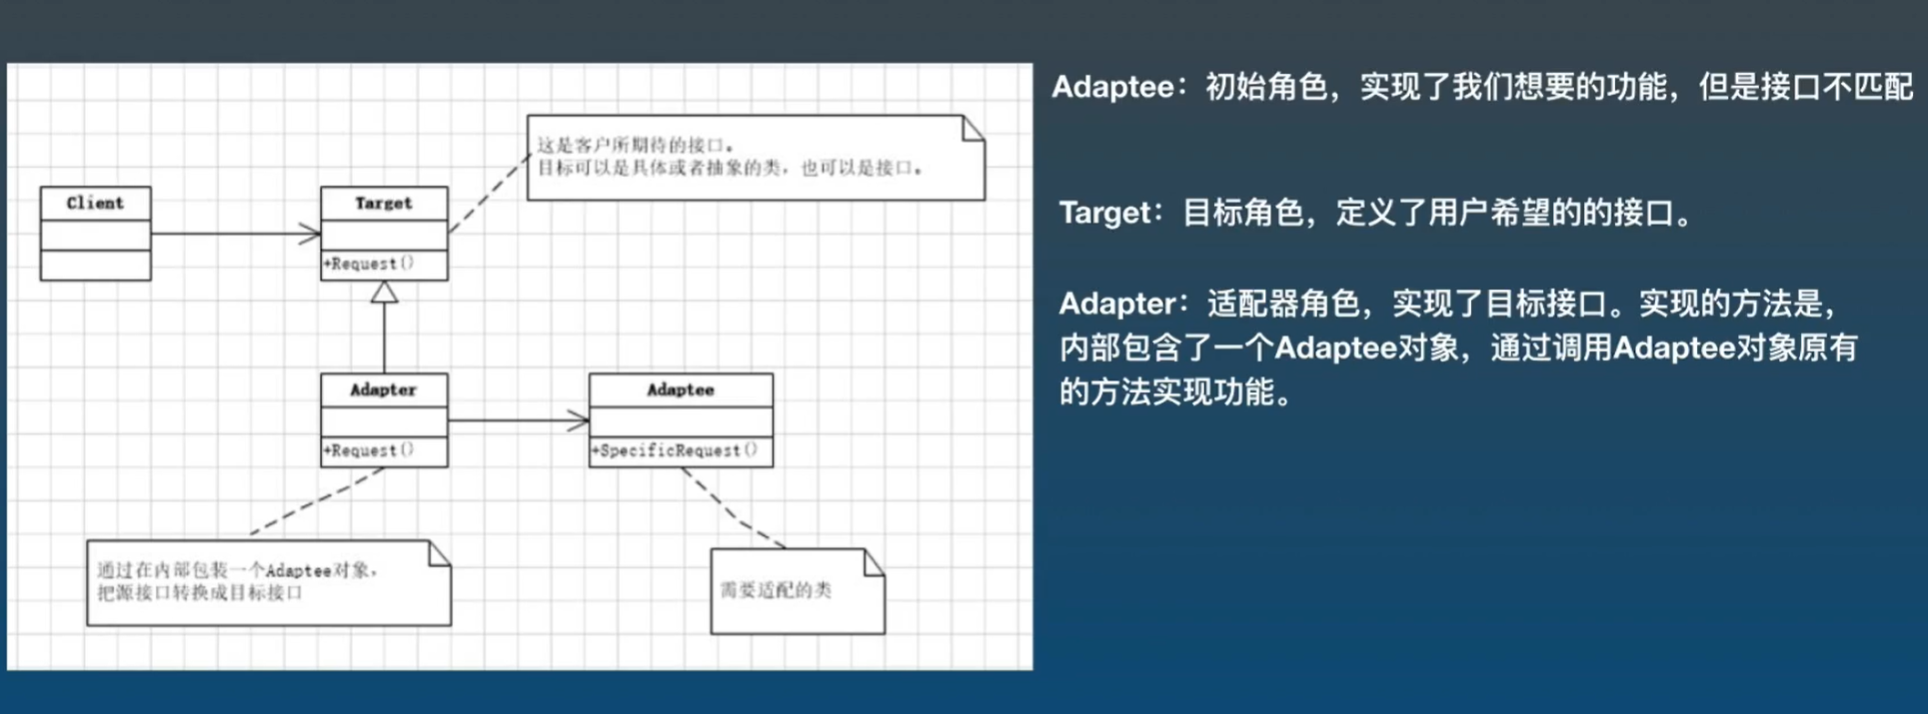 Client
Target
+Request()
这是客户所期待的接口。
目标可以是具体或者抽象的类，也可以是接口。
Adapter
+Request()
Adaptee
+SpecificRequest()
通过在内部包装一个Adaptee对象，
把源接口转换成目标接口
需要适配的类
Adaptee：初始角色，实现了我们想要的功能，但是接口不匹配
Target：目标角色，定义了用户希望的的接口。
Adapter：适配器角色，实现了目标接口。实现的方法是，
内部包含了一个Adaptee对象，通过调用Adaptee对象原有
的方法实现功能。